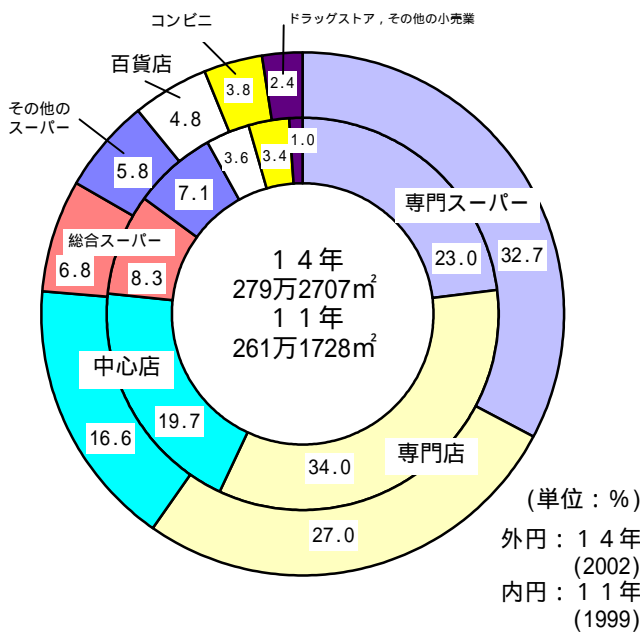 コンビニ
ドラッグストア，その他の小売業
百貨店
その他の
スーパー
3.8
2.4
4.8
5.8
3.6
3.4
1.0
7.1
専門スーパー
32.7
23.0
総合スーパー
6.8
8.3
１４年
279万2707㎡
１１年
261万1728㎡
中心店
19.7
16.6
専門店
34.0
27.0
(単位：％)
外円：１４年
(2002)
内円：１１年
(1999)